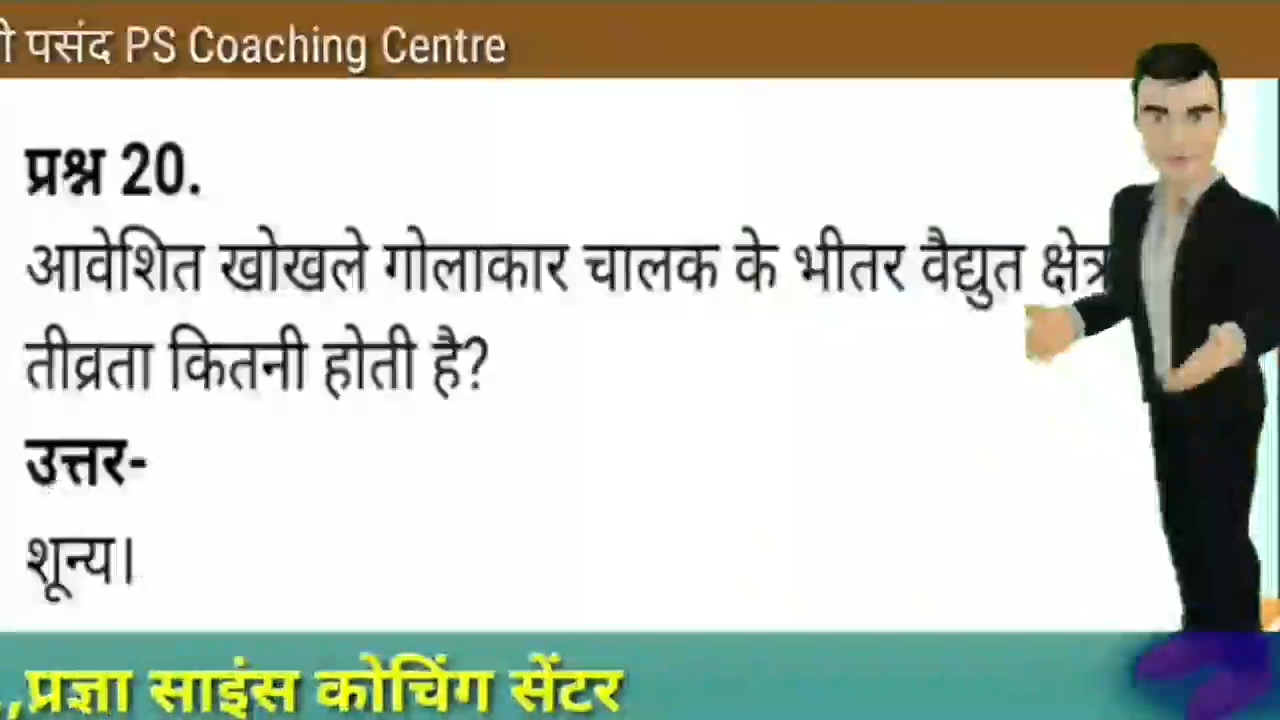 पसंद PS Coaching Centre
प्रश्न 20.
आवेशित खोखले गोलाकार चालक के भीतर वैद्युत क्षेत्र
तीव्रता कितनी होती है?
उत्तर-
शून्य।
.,प्रज्ञा साइंस कोचिंग सेंटर